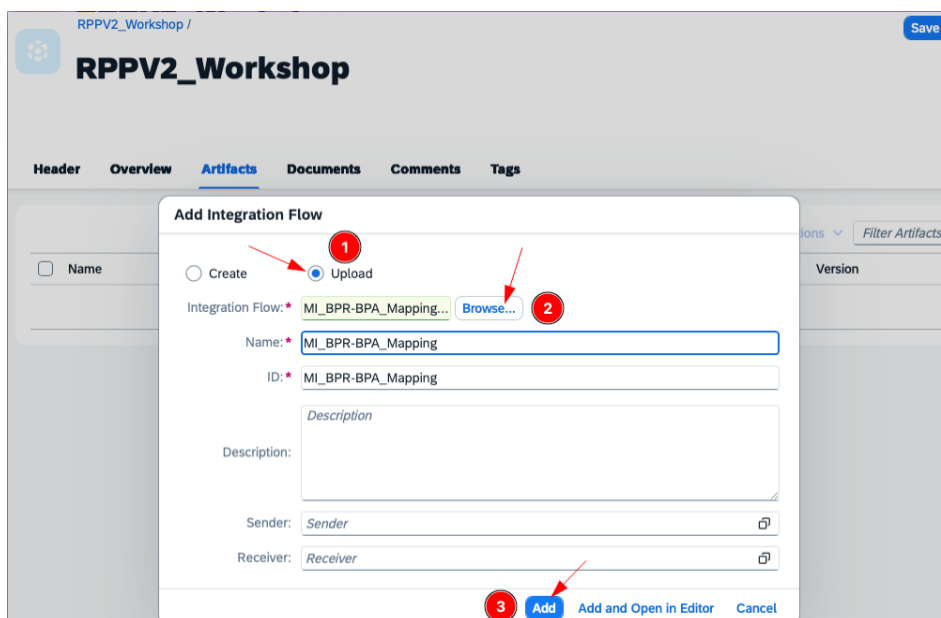 RPPV2_Workshop /
Save
RPPV2_Workshop
Header Overview Artifacts Documents Comments Tags
Add Integration Flow
ions Filter Artifacts
1
Name Version
Create Upload
Integration Flow:* MI_BPR-BPA_Mapping... Browse... 2
Name:* MI_BPR-BPA_Mapping
ID:* MI_BPR-BPA_Mapping
Description
Description:
Sender: Sender
Receiver: Receiver
3 Add Add and Open in Editor Cancel